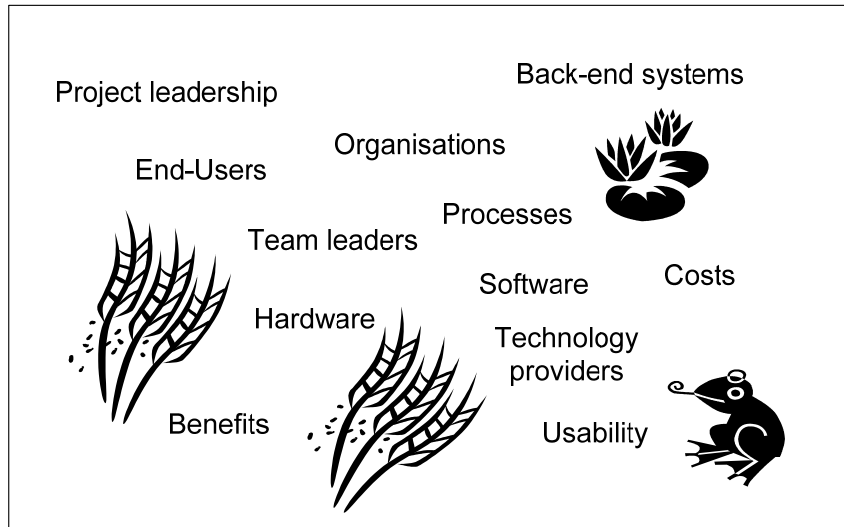 Back-end systems
Project leadership
Organisations
End-Users
Processes
Team leaders
Costs
Software
Hardware
Technology
providers
Benefits
Usability